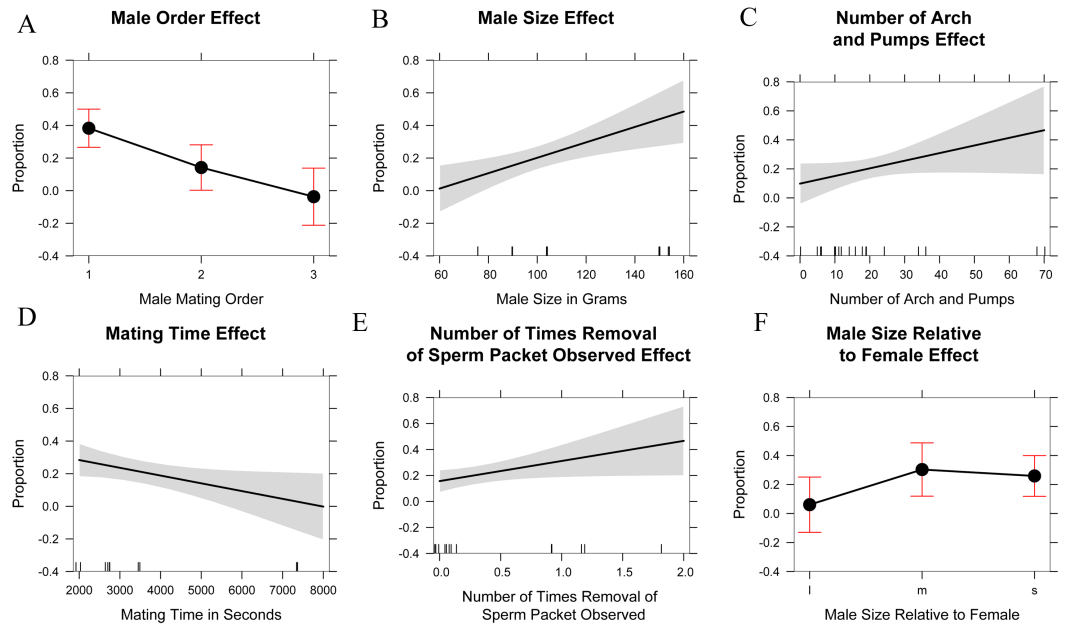 A
Male Order Effect
0.8
0.6
0.4
0.2
0.0
-0.2
-0.4
Proportion
1 2 3
Male Mating Order
B
Male Size Effect
0.8
0.6
0.4
0.2
0.0
-0.2
-0.4
Proportion
60 80 100 120 140 160
Male Size in Grams
C
Number of Arch
and Pumps Effect
0.8
0.6
0.4
0.2
0.0
-0.2
-0.4
Proportion
0 10 20 30 40 50 60 70
Number of Arch and Pumps
D
Mating Time Effect
0.8
0.6
0.4
0.2
0.0
-0.2
-0.4
Proportion
2000 3000 4000 5000 6000 7000 8000
Mating Time in Seconds
E
Number of Times Removal
of Sperm Packet Observed Effect
0.8
0.6
0.4
0.2
0.0
-0.2
-0.4
Proportion
0.0 0.5 1.0 1.5 2.0
Number of Times Removal of
Sperm Packet Observed
F
Male Size Relative
to Female Effect
0.8
0.6
0.4
0.2
0.0
-0.2
-0.4
Proportion
l m s
Male Size Relative to Female